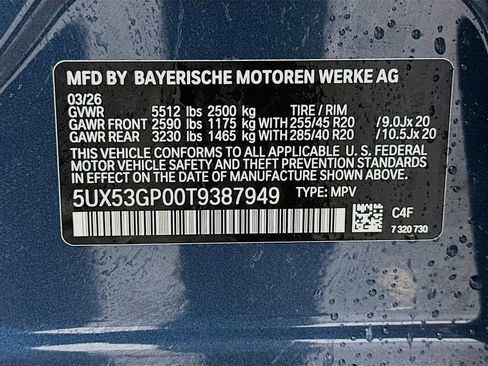 MFD BY BAYERISCHE MOTOREN WERKE AG
03/26
GVWR 5512 lbs 2500 kg TIRE / RIM
GAWR FRONT 2590 lbs 1175 kg WITH 255/45 R20 /9.0Jx 20
GAWR REAR 3230 lbs 1465 kg WITH 285/40 R20 /10.5Jx 20
THIS VEHICLE CONFORMS TO ALL APPLICABLE U.S. FEDERAL
MOTOR VEHICLE SAFETY AND THEFT PREVENTION STANDARDS
IN EFFECT ON THE DATE OF MANUFACTURE SHOWN ABOVE.
5UX53GP00T9387949 TYPE: MPV
C4F
7 320 730